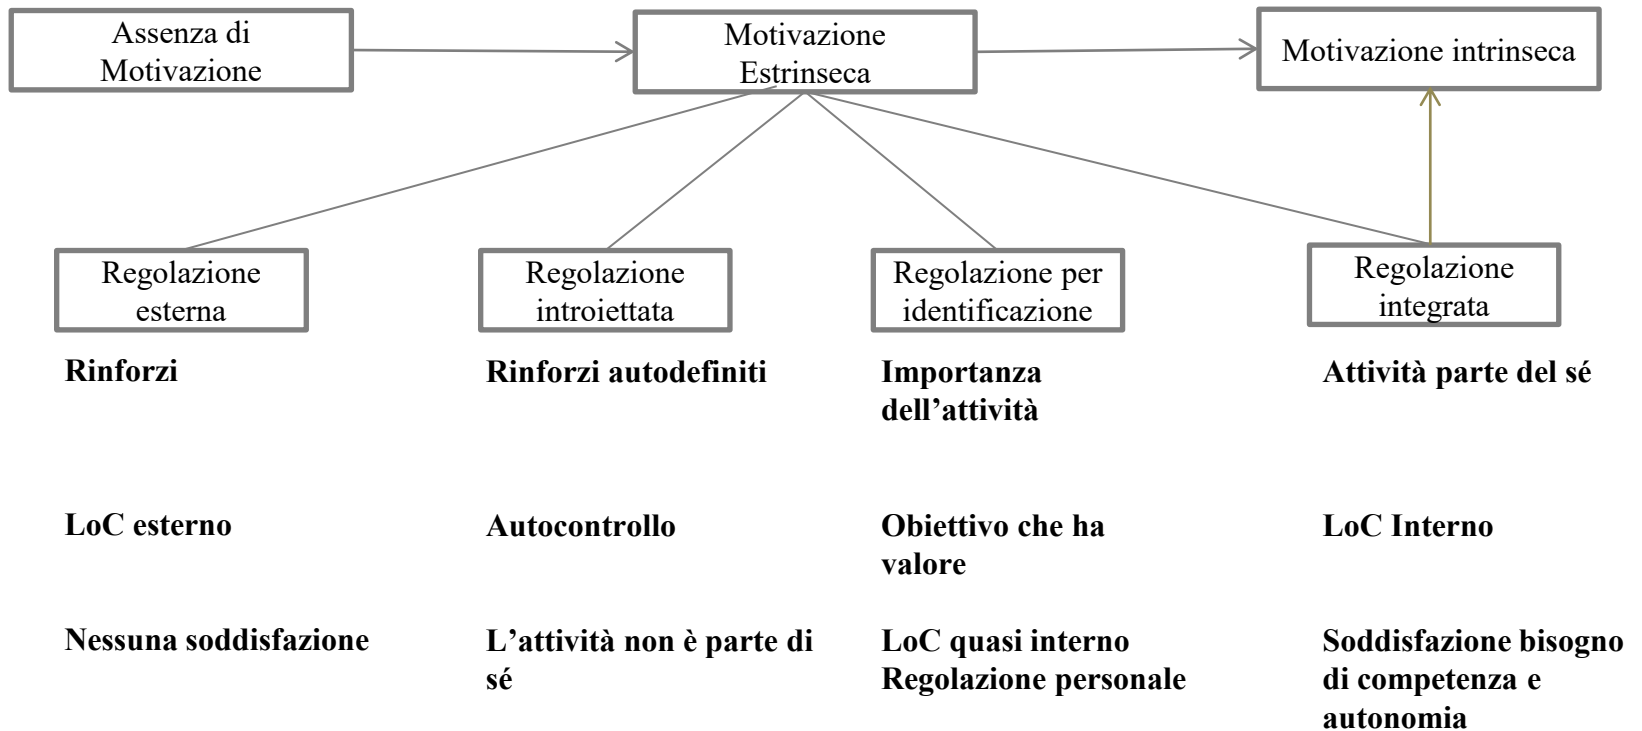 Assenza di
Motivazione
Motivazione
Estrinseca
Motivazione intrinseca
Regolazione
esterna
Regolazione
introiettata
Regolazione per
identificazione
Regolazione
integrata
Rinforzi
Rinforzi autodefiniti
Importanza
dell’attività
Attività parte del sé
LoC esterno
Autocontrollo
Obiettivo che ha
valore
LoC Interno
Nessuna soddisfazione
L’attività non è parte di
sé
LoC quasi interno
Regolazione personale
Soddisfazione bisogno
di competenza e
autonomia